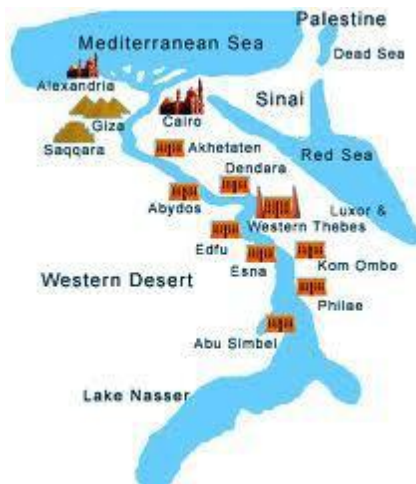 Palestine
Mediterranean Sea
Dead Sea
Alexandria
Sinai
Giza
Cairo
Saqqara
Akhetaten
Red Sea
Dendara
Abydos
Luxor &
Western Thebes
Edfu
Esna
Kom Ombo
Western Desert
Philae
Abu Simbel
Lake Nasser